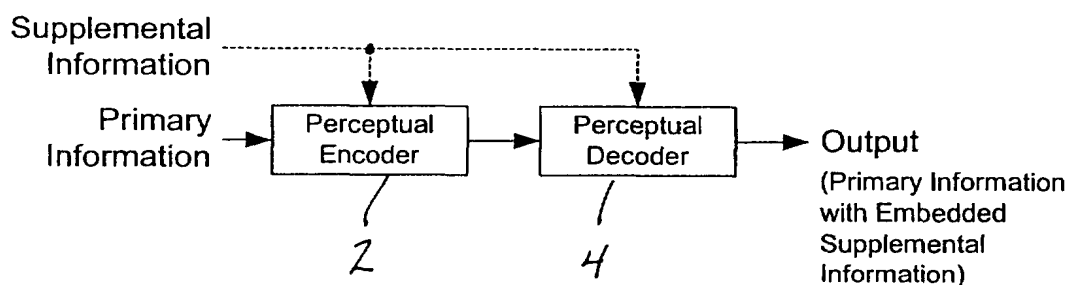 Supplemental
Information
Primary
Information
Perceptual
Encoder
Perceptual
Decoder
Output
(Primary Information
with Embedded
Supplemental
Information)
2
4